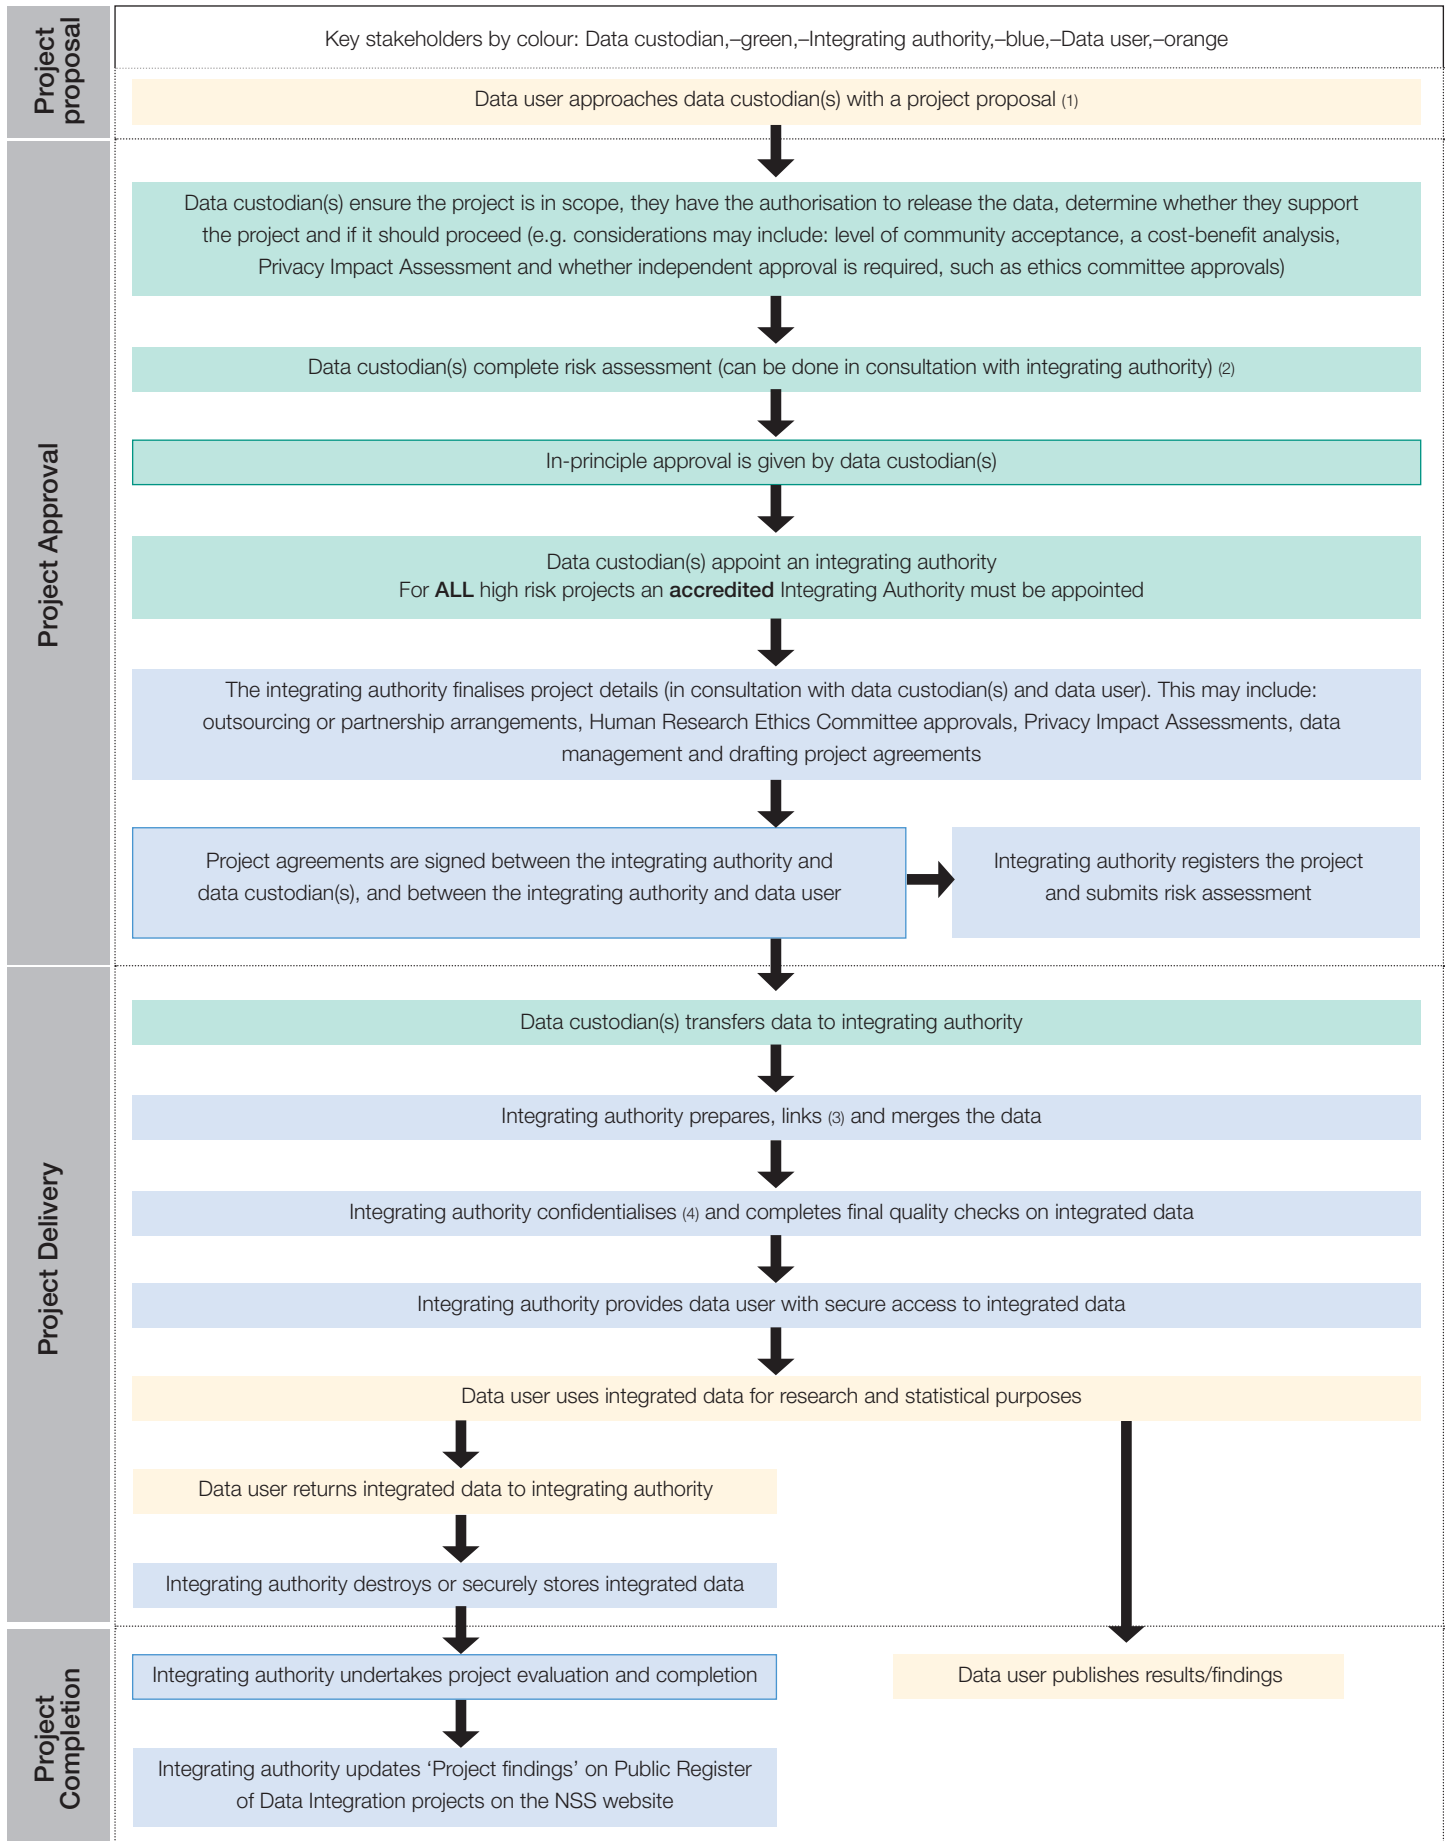 Project
proposal
Key stakeholders by colour: Data custodian,–green,–Integrating authority,–blue,–Data user,–orange
Data user approaches data custodian(s) with a project proposal (1)
Project Approval
Data custodian(s) ensure the project is in scope, they have the authorisation to release the data, determine whether they support
the project and if it should proceed (e.g. considerations may include: level of community acceptance, a cost-benefit analysis,
Privacy Impact Assessment and whether independent approval is required, such as ethics committee approvals)
Data custodian(s) complete risk assessment (can be done in consultation with integrating authority) (2)
In-principle approval is given by data custodian(s)
Data custodian(s) appoint an integrating authority
For ALL high risk projects an accredited Integrating Authority must be appointed
The integrating authority finalises project details (in consultation with data custodian(s) and data user). This may include:
outsourcing or partnership arrangements, Human Research Ethics Committee approvals, Privacy Impact Assessments, data
management and drafting project agreements
Project agreements are signed between the integrating authority and
data custodian(s), and between the integrating authority and data user
Integrating authority registers the project
and submits risk assessment
Project Delivery
Data custodian(s) transfers data to integrating authority
Integrating authority prepares, links (3) and merges the data
Integrating authority confidentialises (4) and completes final quality checks on integrated data
Integrating authority provides data user with secure access to integrated data
Data user uses integrated data for research and statistical purposes
Data user returns integrated data to integrating authority
Integrating authority destroys or securely stores integrated data
Project
Completion
Integrating authority undertakes project evaluation and completion
Data user publishes results/findings
Integrating authority updates ‘Project findings’ on Public Register
of Data Integration projects on the NSS website